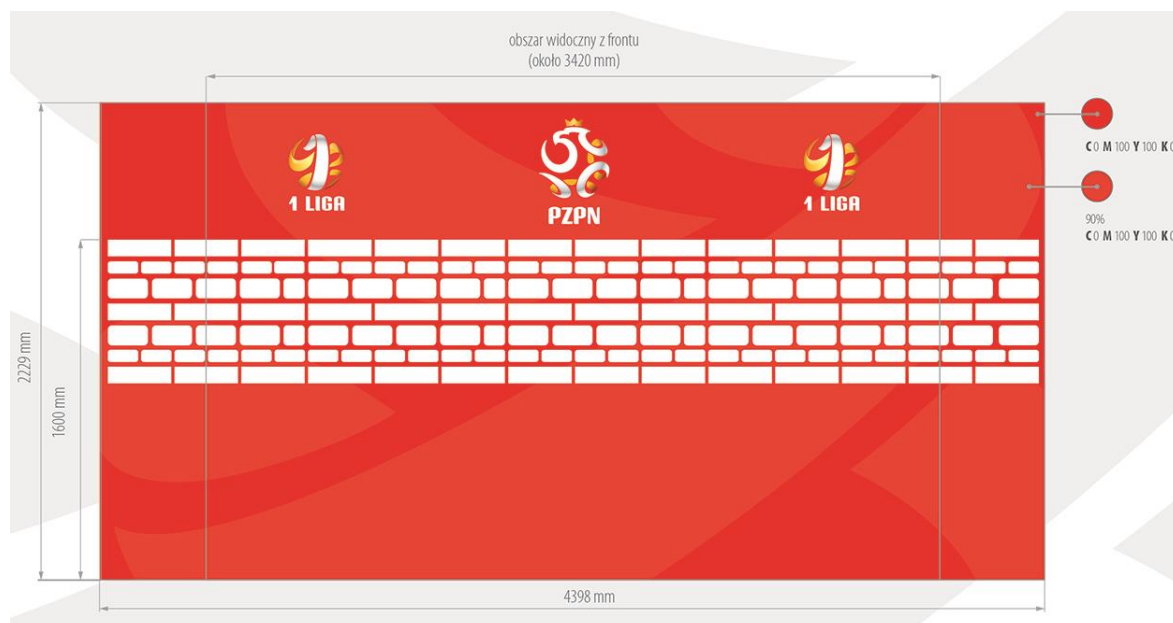 obszar widoczny z frontu
(około 3420 mm)
C 0 M 100 Y 100 K 0
1 LIGA
PZPN
1 LIGA
90%
C 0 M 100 Y 100 K 0
2229 mm
1600 mm
4398 mm